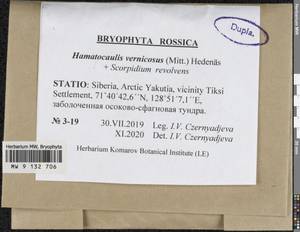 Dupla.
BRYOPHYTA ROSSICA
Hamatocaulis vernicosus (Mitt.) Hedenäs
+ Scorpidium revolvens
STATIO: Siberia, Arctic Yakutia, vicinity Tiksi
Settlement, 71˚40´42,6´´N, 128˚51´7,1´´E,
заболоченная осоково-сфагновая тундра.
№ 3-19 30.VII.2019 Leg. I.V. Czernyadjeva
XI.2020 Det. I.V. Czernyadjeva
Herbarium Komarov Botanical Institute (LE)
Herbarium MW, Bryophyta
MW 9 132 706